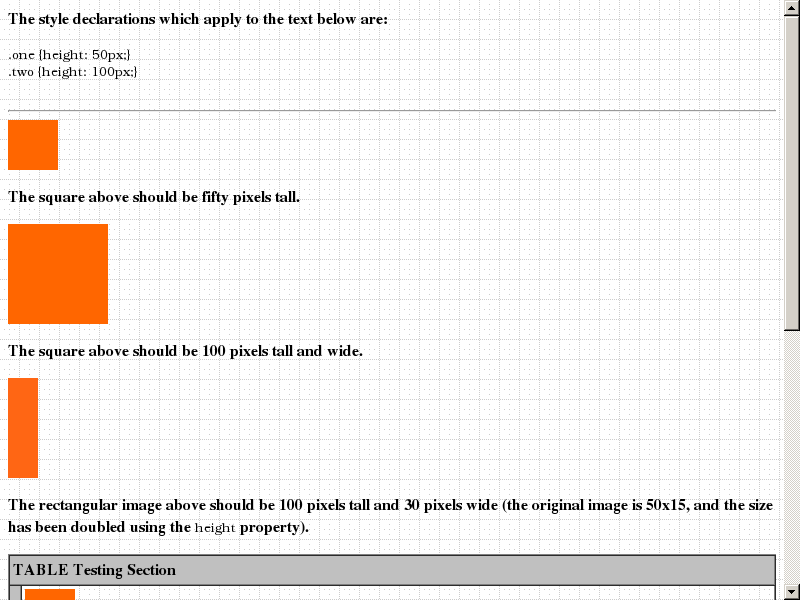 The style declarations which apply to the text below are:
.one {height: 50px;}
.two {height: 100px;}
The square above should be fifty pixels tall.
The square above should be 100 pixels tall and wide.
The rectangular image above should be 100 pixels tall and 30 pixels wide (the original image is 50x15, and the size
has been doubled using the height property).
TABLE Testing Section